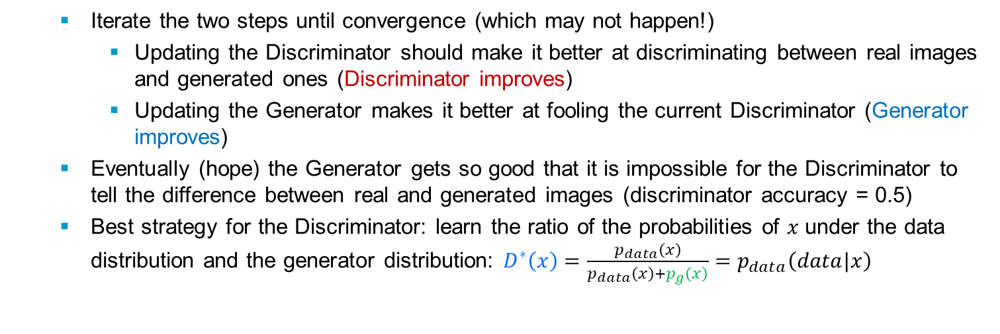 ▪ Iterate the two steps until convergence (which may not happen!)
▪ Updating the Discriminator should make it better at discriminating between real images
and generated ones (Discriminator improves)
▪ Updating the Generator makes it better at fooling the current Discriminator (Generator
improves)
▪ Eventually (hope) the Generator gets so good that it is impossible for the Discriminator to
tell the difference between real and generated images (discriminator accuracy = 0.5)
▪ Best strategy for the Discriminator: learn the ratio of the probabilities of x under the data
distribution and the generator distribution: D*(x) = \frac{p_{data}(x)}{p_{data}(x)+p_g(x)} = p_{data}(data|x)